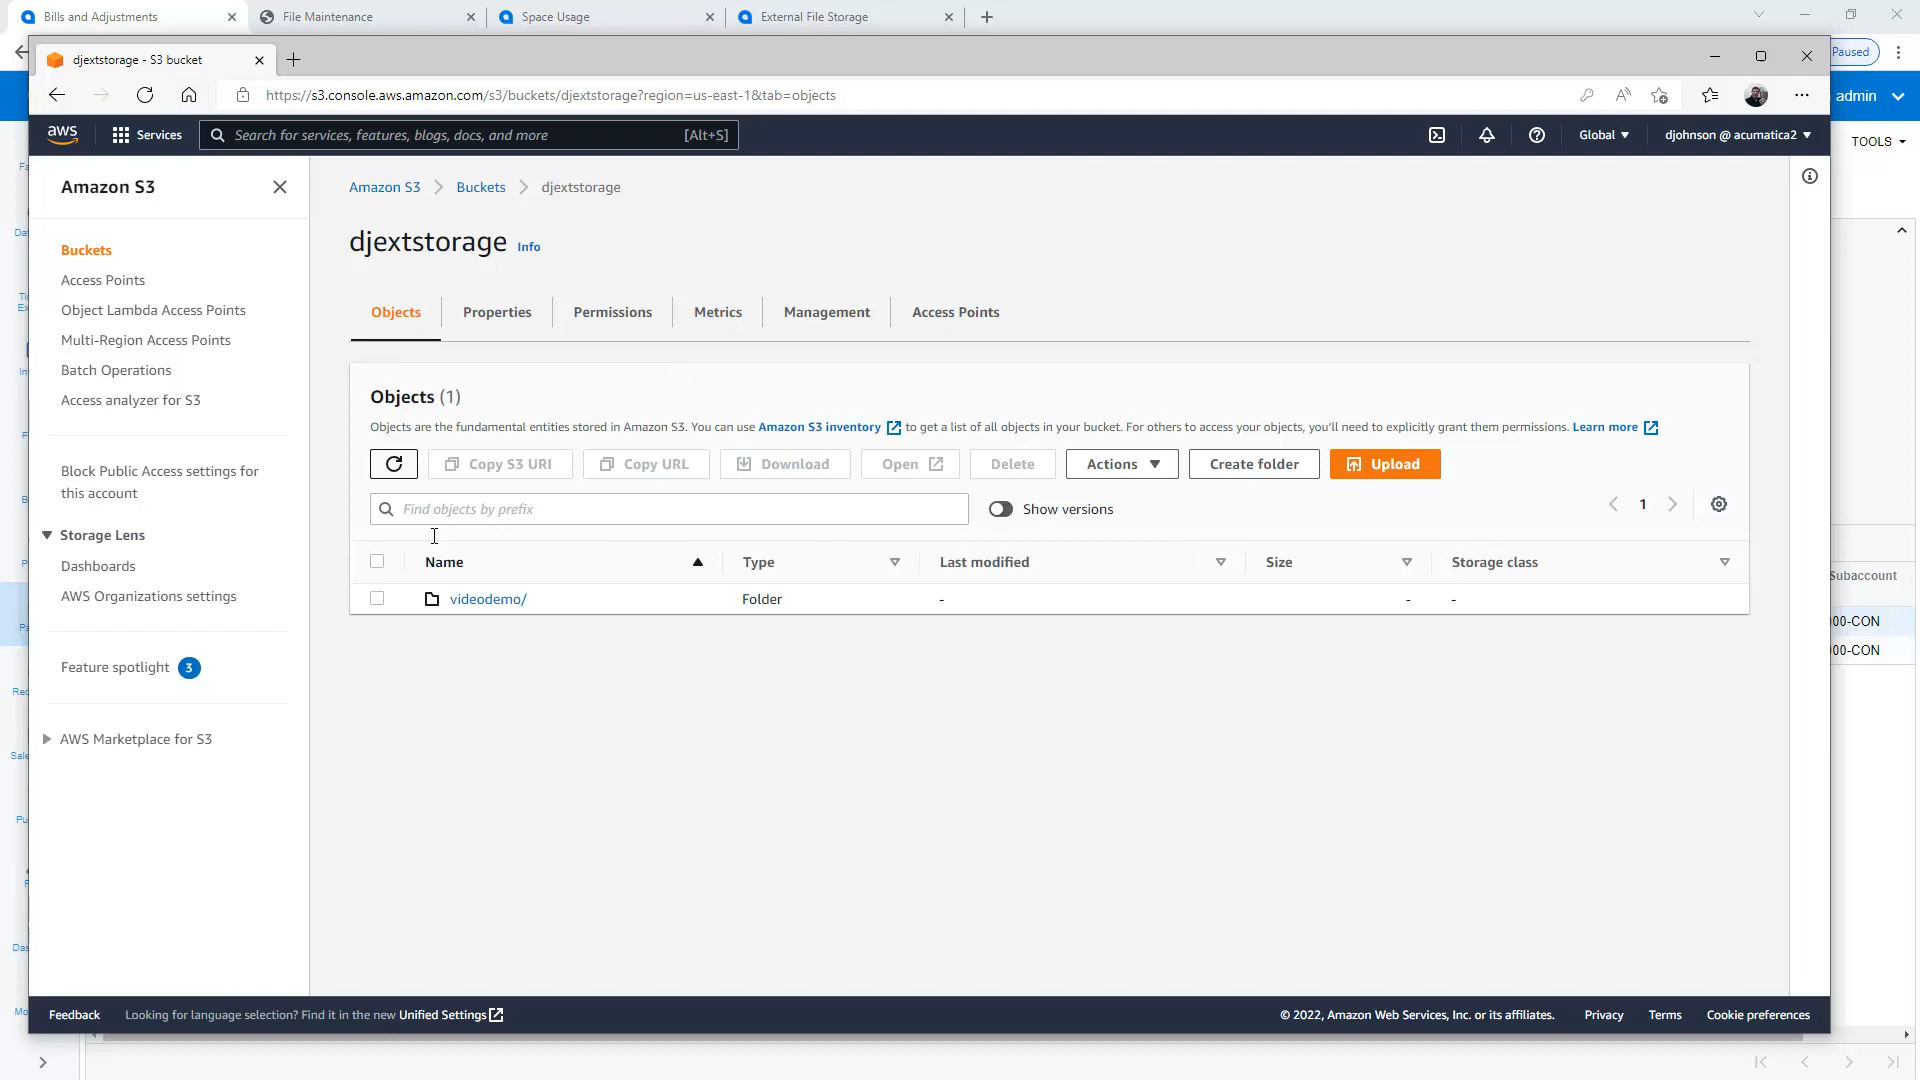 Bills and Adjustments
File Maintenance
Space Usage
External File Storage
Paused
djextstorage - S3 bucket
https://s3.console.aws.amazon.com/s3/buckets/djextstorage?region=us-east-1&tab=objects
admin
aws
Services
Search for services, features, blogs, docs, and more
[Alt+S]
Global
djohnson @ acumatica2
TOOLS
Amazon S3
Amazon S3
Buckets
djextstorage
djextstorage
Info
Buckets
Access Points
Object Lambda Access Points
Multi-Region Access Points
Batch Operations
Access analyzer for S3
Block Public Access settings for
this account
Storage Lens
Dashboards
AWS Organizations settings
Feature spotlight 3
AWS Marketplace for S3
Objects
Properties
Permissions
Metrics
Management
Access Points
Objects (1)
Objects are the fundamental entities stored in Amazon S3. You can use Amazon S3 inventory to get a list of all objects in your bucket. For others to access your objects, you'll need to explicitly grant them permissions. Learn more
Copy S3 URI
Copy URL
Download
Open
Delete
Actions
Create folder
Upload
Find objects by prefix
Show versions
1
Name
Type
Last modified
Size
Storage class
videodemo/
Folder
-
-
-
Subaccount
00-CON
00-CON
Feedback
Looking for language selection? Find it in the new Unified Settings
© 2022, Amazon Web Services, Inc. or its affiliates.
Privacy
Terms
Cookie preferences